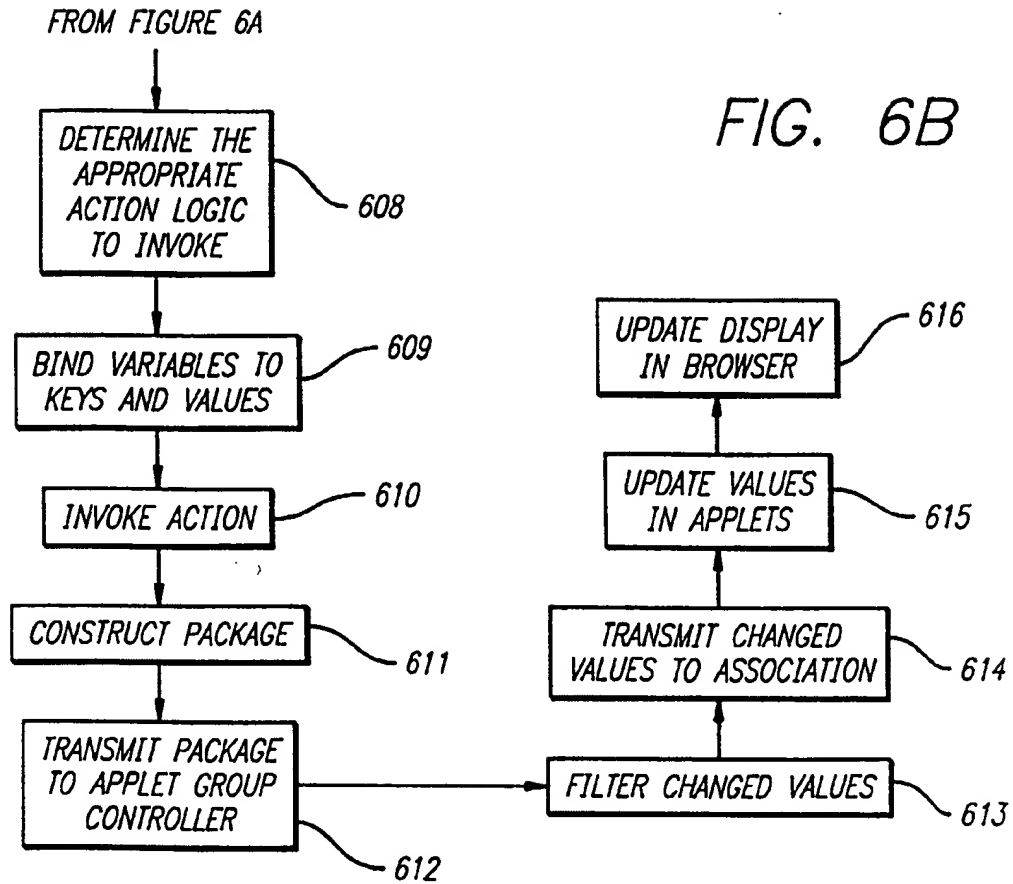 FROM FIGURE 6A
FIG. 6B
DETERMINE THE
APPROPRIATE
ACTION LOGIC
TO INVOKE
608
BIND VARIABLES TO
KEYS AND VALUES
609
INVOKE ACTION
610
CONSTRUCT PACKAGE
611
TRANSMIT PACKAGE
TO APPLET GROUP
CONTROLLER
612
FILTER CHANGED VALUES
613
TRANSMIT CHANGED
VALUES TO ASSOCIATION
614
UPDATE VALUES
IN APPLETS
615
UPDATE DISPLAY
IN BROWSER
616